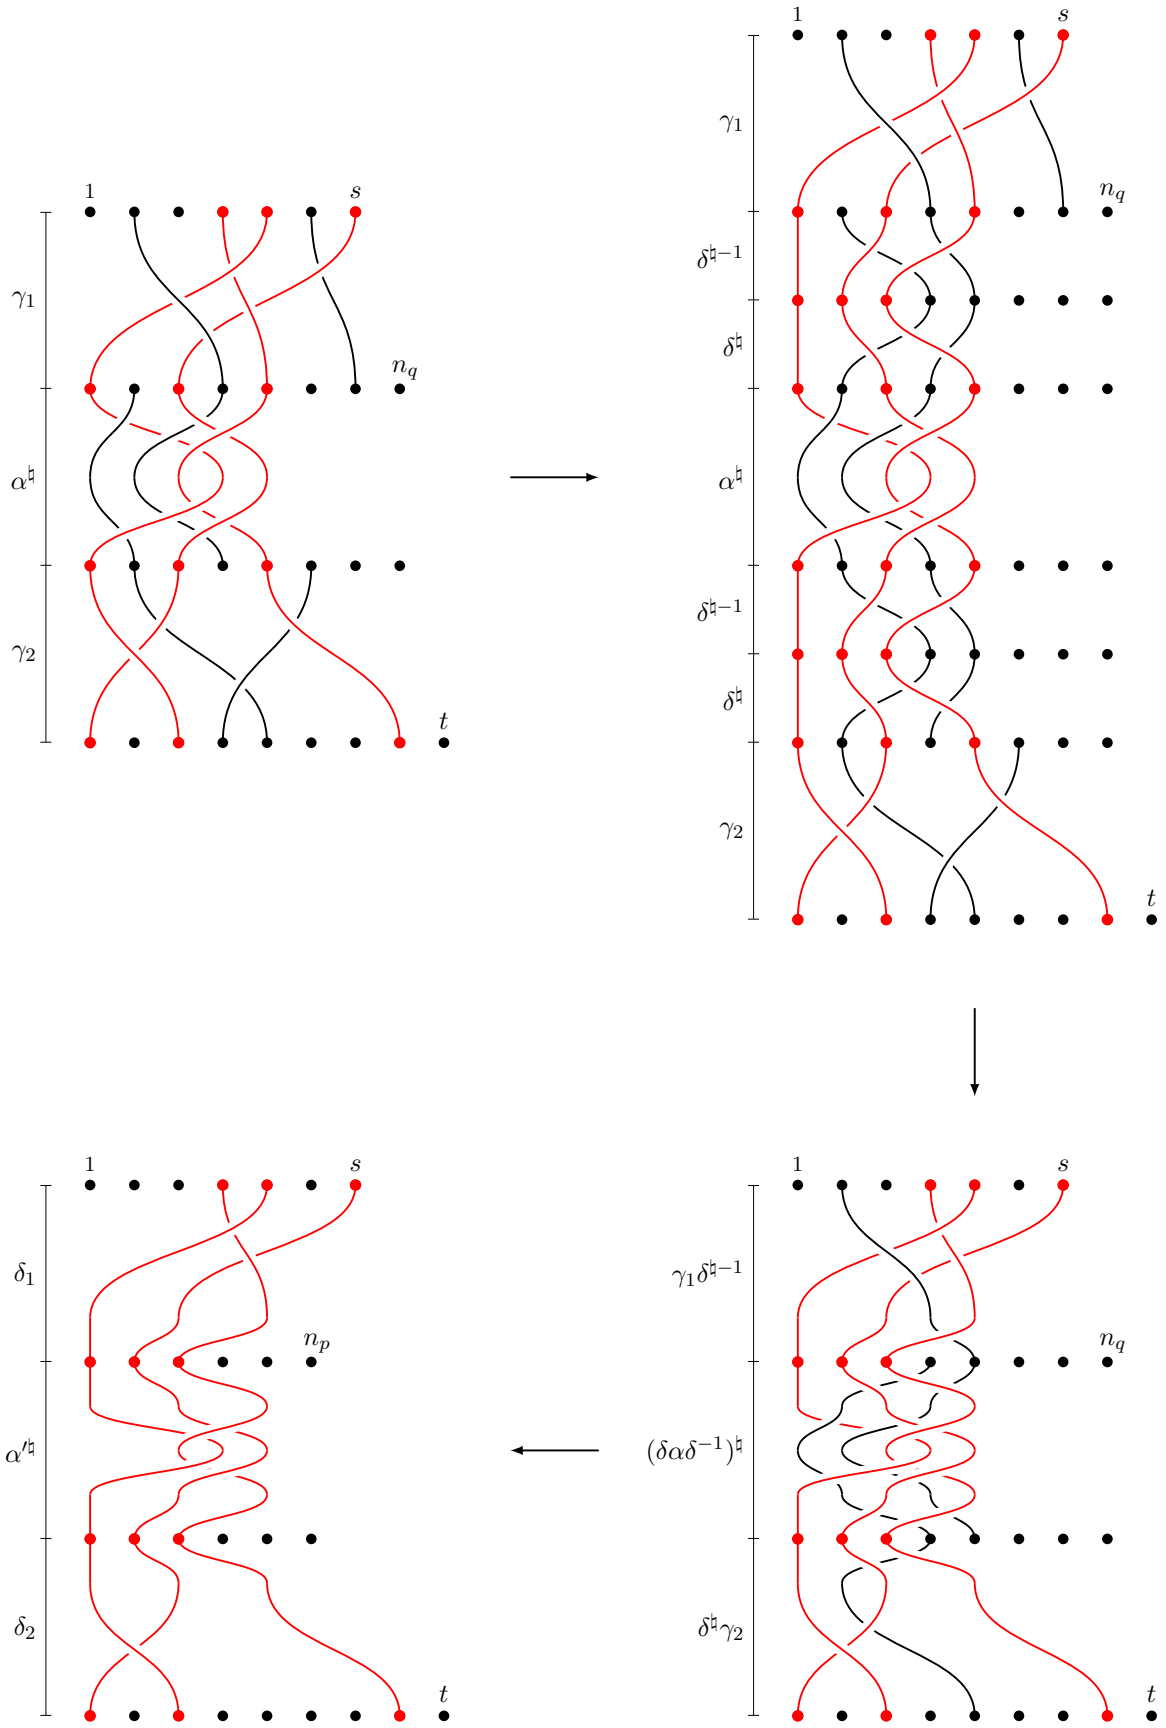 1 s
γ₁
n_q
α^♮
γ₂
t
1 s
γ₁
n_q
δ^{♮−1}
δ^♮
α^♮
δ^{♮−1}
δ^♮
γ₂
t
1 s
δ₁
n_p
α′^♮
δ₂
t
1 s
γ₁δ^{♮−1}
n_q
(δαδ^{−1})^♮
δ^♮γ₂
t